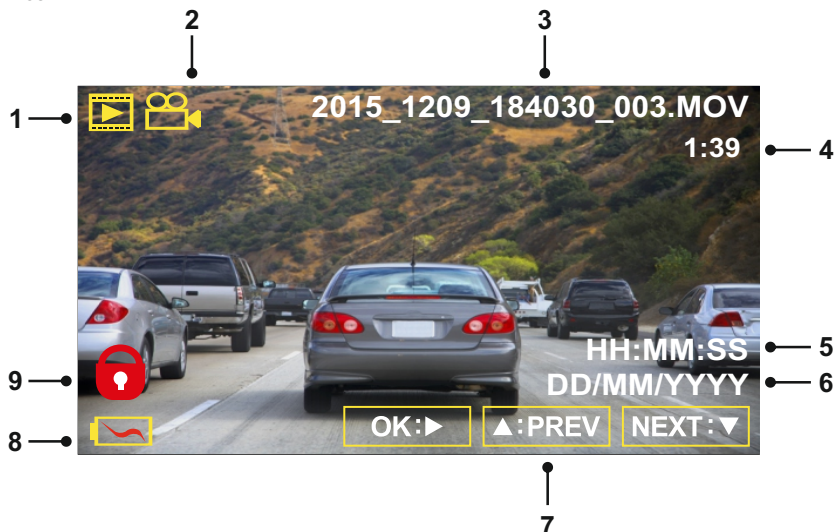 2
3
1
2015_1209_184030_003.MOV
1:39
4
HH:MM:SS
5
DD/MM/YYYY
6
9
8
OK:▶
▲:PREV
NEXT:▼
7